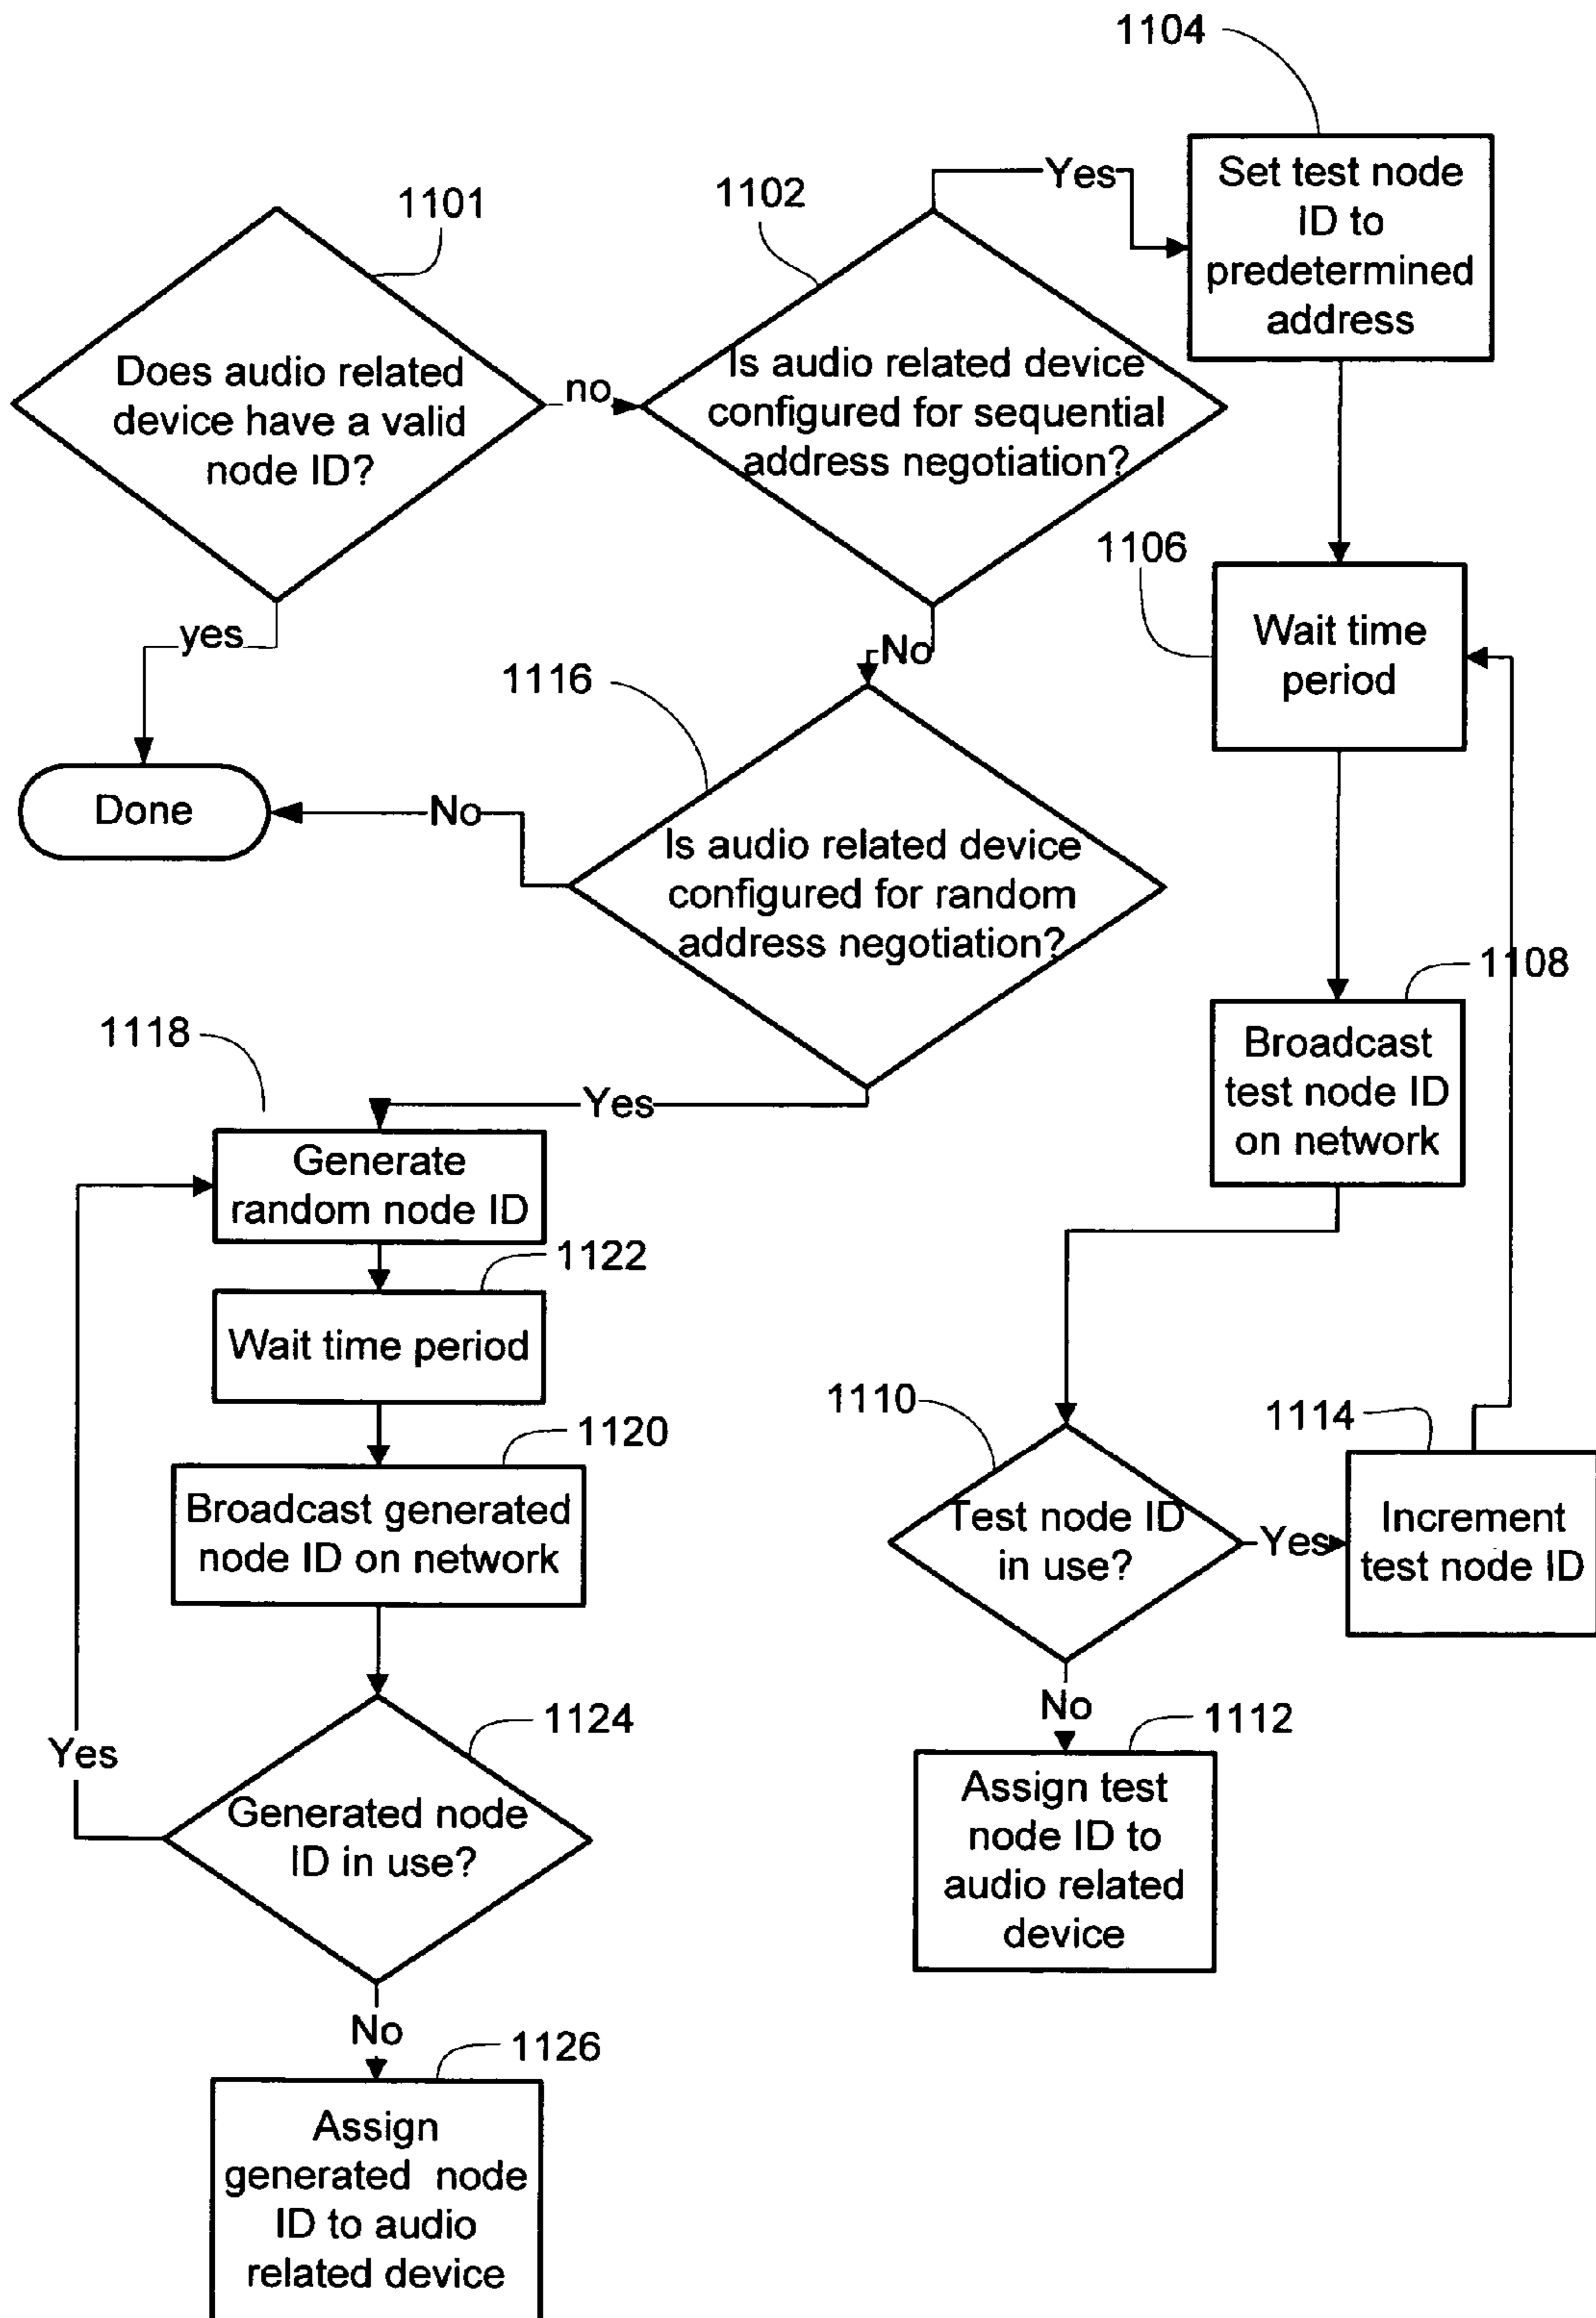 1104
Yes
Set test node
ID to
predetermined
address
1101
1102
Does audio related
device have a valid
node ID?
no
Is audio related device
configured for sequential
address negotiation?
1106
Wait time
period
yes
No
1116
Done
No
Is audio related device
configured for random
address negotiation?
1108
Broadcast
test node ID
on network
1118
Yes
Generate
random node ID
1122
Wait time period
1120
Broadcast generated
node ID on network
1110
1114
Test node ID
in use?
Yes
Increment
test node ID
No
1112
Assign test
node ID to
audio related
device
1124
Yes
Generated node
ID in use?
No
1126
Assign
generated node
ID to audio
related device